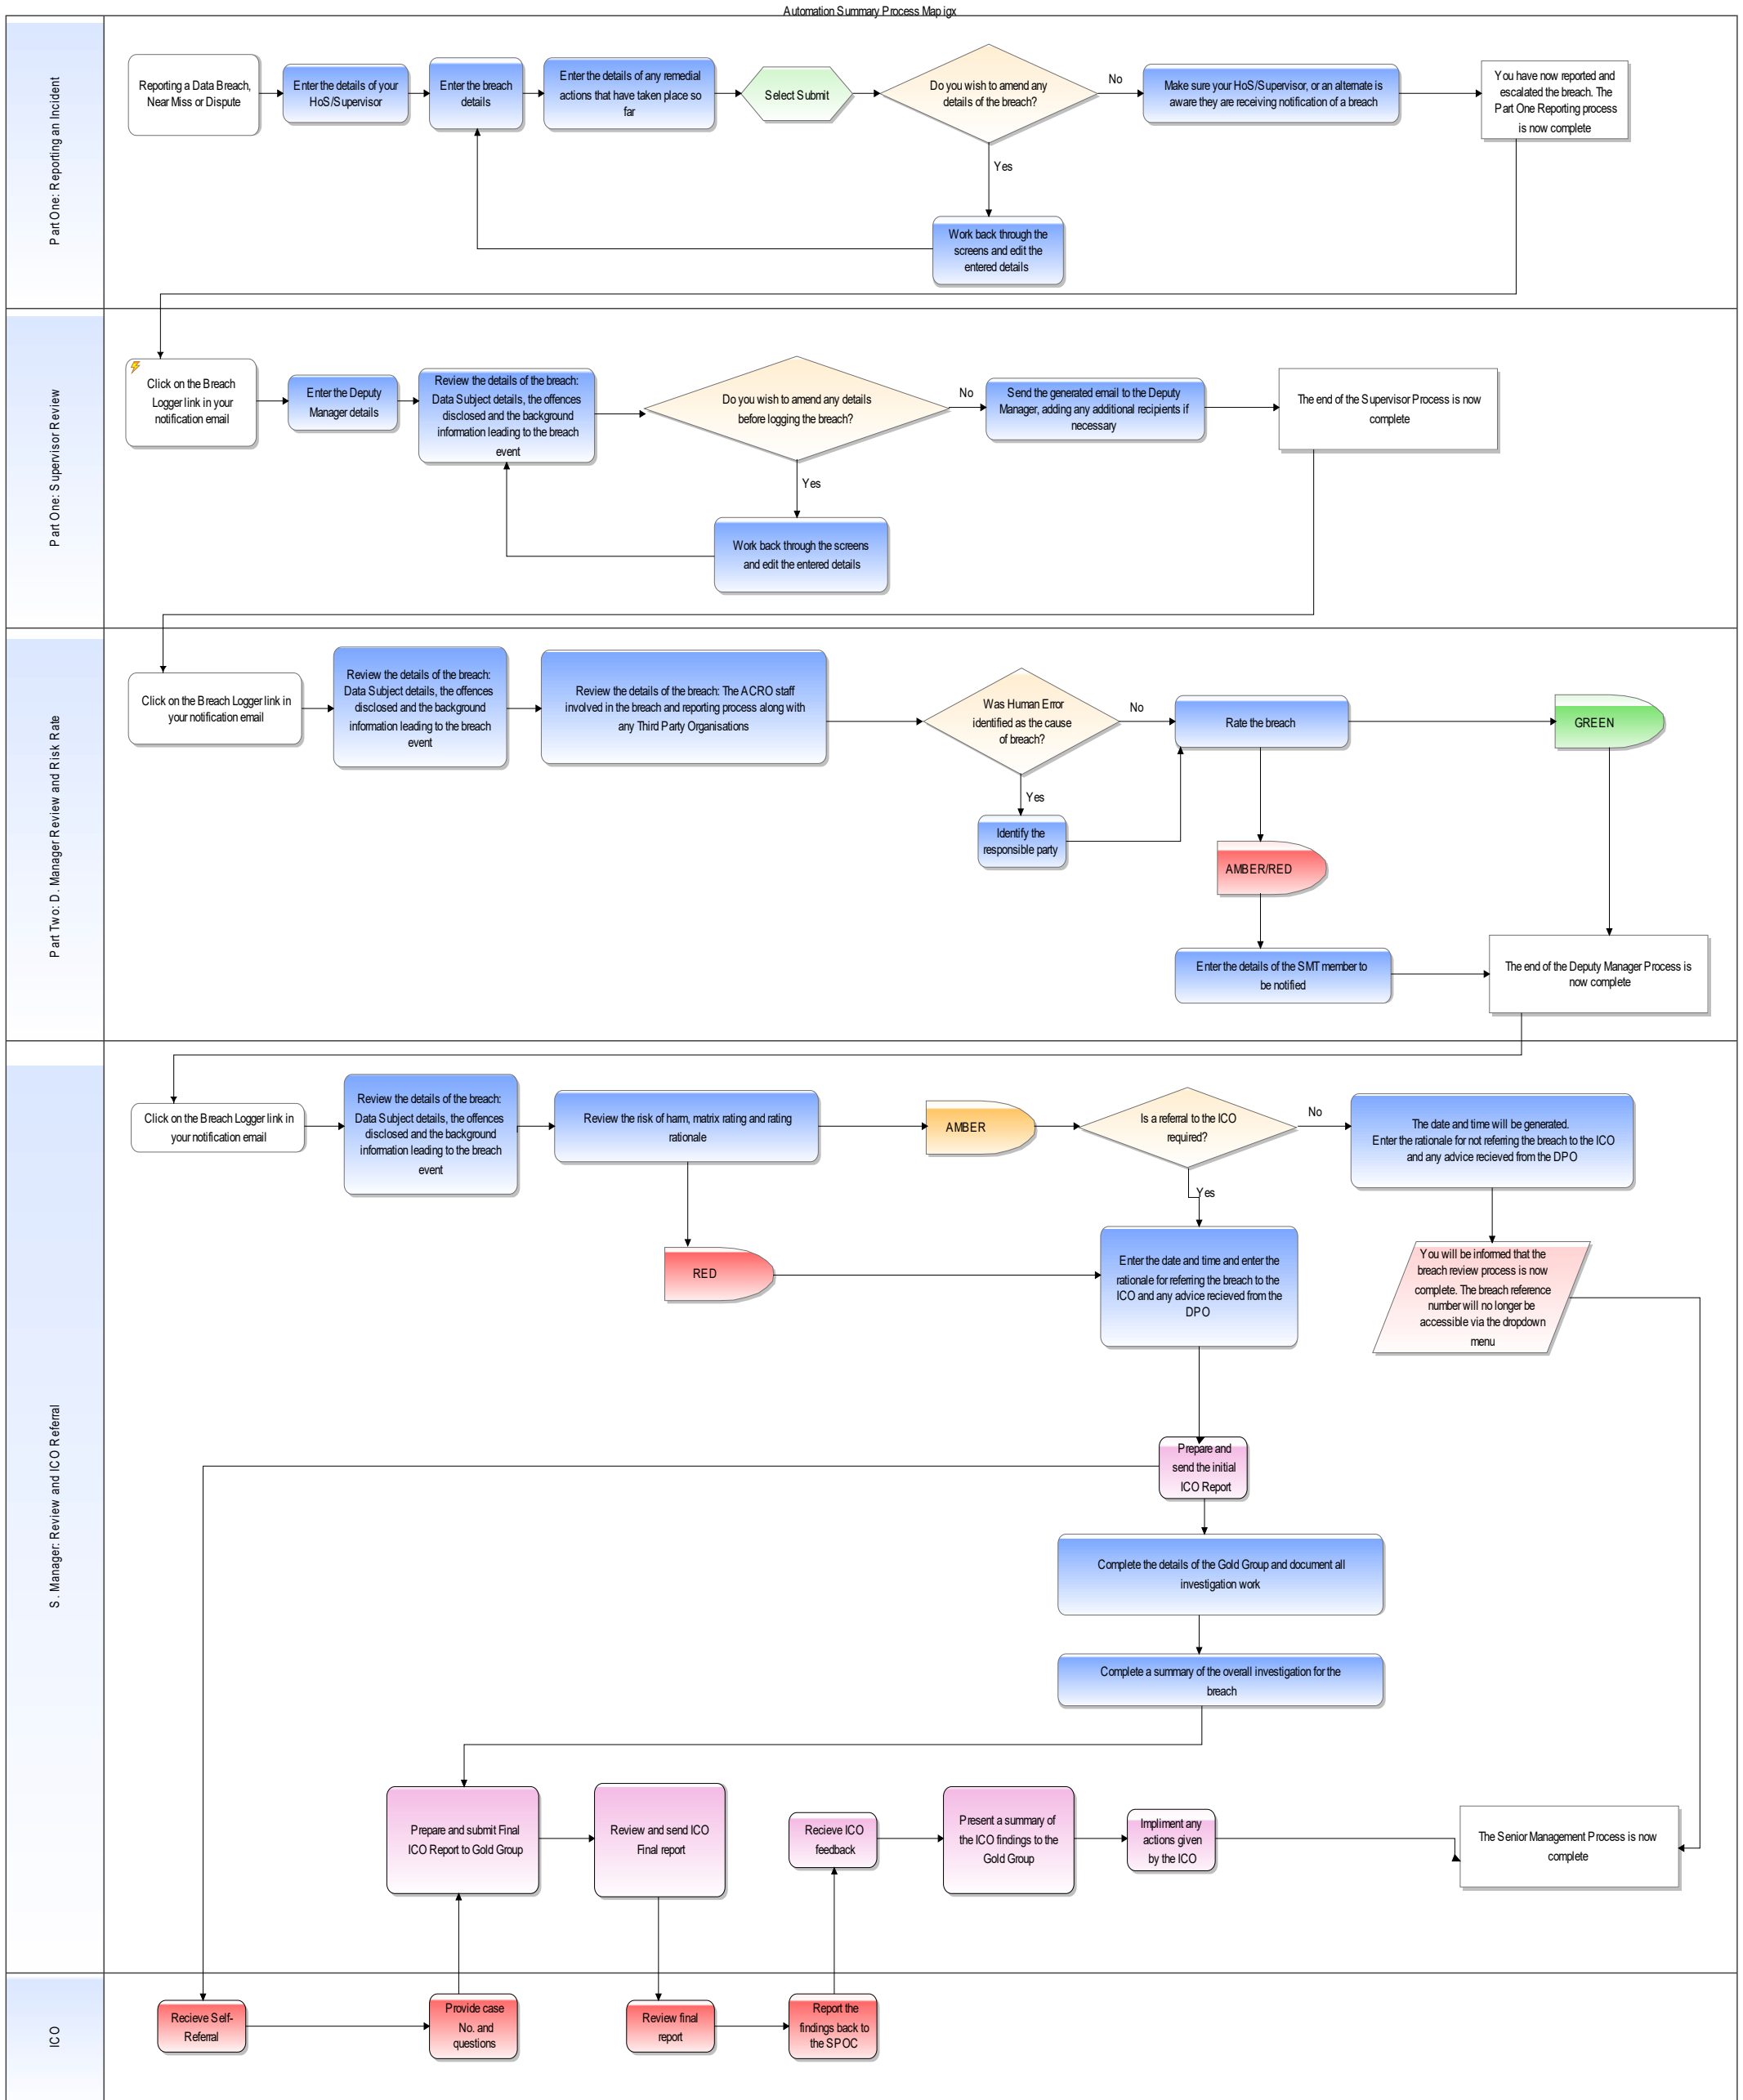 Automation Summary Process Map igx
Part One: Reporting an Incident
Reporting a Data Breach,
Near Miss or Dispute
Enter the details of your
HoS/Supervisor
Enter the breach
details
Enter the details of any remedial
actions that have taken place so
far
Select Submit
Do you wish to amend any
details of the breach?
No
Make sure your HoS/Supervisor, or an alternate is
aware they are receiving notification of a breach
You have now reported and
escalated the breach. The
Part One Reporting process
is now complete
Yes
Work back through the
screens and edit the
entered details
Part One: Supervisor Review
Click on the Breach
Logger link in your
notification email
Enter the Deputy
Manager details
Review the details of the breach:
Data Subject details, the offences
disclosed and the background
information leading to the breach
event
Do you wish to amend any details
before logging the breach?
No
Send the generated email to the Deputy
Manager, adding any additional recipients if
necessary
The end of the Supervisor Process is now
complete
Yes
Work back through the screens
and edit the entered details
Part Two: D. Manager Review and Risk Rate
Click on the Breach Logger link in
your notification email
Review the details of the breach:
Data Subject details, the offences
disclosed and the background
information leading to the breach
event
Review the details of the breach: The ACRO staff
involved in the breach and reporting process along with
any Third Party Organisations
Was Human Error
identified as the cause
of breach?
No
Rate the breach
GREEN
Yes
Identify the
responsible party
AMBER/RED
Enter the details of the SMT member to
be notified
The end of the Deputy Manager Process is
now complete
S. Manager: Review and ICO Referral
Click on the Breach Logger link in
your notification email
Review the details of the breach:
Data Subject details, the offences
disclosed and the background
information leading to the breach
event
Review the risk of harm, matrix rating and rating
rationale
AMBER
Is a referral to the ICO
required?
No
The date and time will be generated.
Enter the rationale for not referring the breach to the ICO
and any advice recieved from the DPO
Yes
RED
Enter the date and time and enter the
rationale for referring the breach to the
ICO and any advice recieved from the
DPO
You will be informed that the
breach review process is now
complete. The breach reference
number will no longer be
accessible via the dropdown
menu
Prepare and
send the initial
ICO Report
Complete the details of the Gold Group and document all
investigation work
Complete a summary of the overall investigation for the
breach
Prepare and submit Final
ICO Report to Gold Group
Review and send ICO
Final report
Recieve ICO
feedback
Present a summary of
the ICO findings to the
Gold Group
Impliment any
actions given
by the ICO
The Senior Management Process is now
complete
ICO
Recieve Self-
Referral
Provide case
No. and
questions
Review final
report
Report the
findings back to
the SPOC